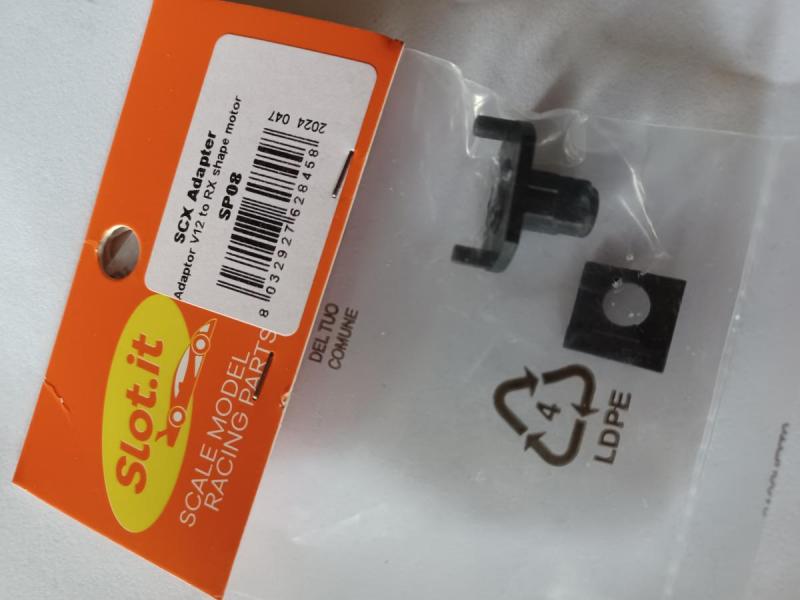 SCX Adapter
Adaptor V12 to RX shape motor
SP08
8 032927 628458
2024 047
Slot.it
SCALE MODEL
RACING PARTS
DEL TUO
COMUNE
4
LDPE